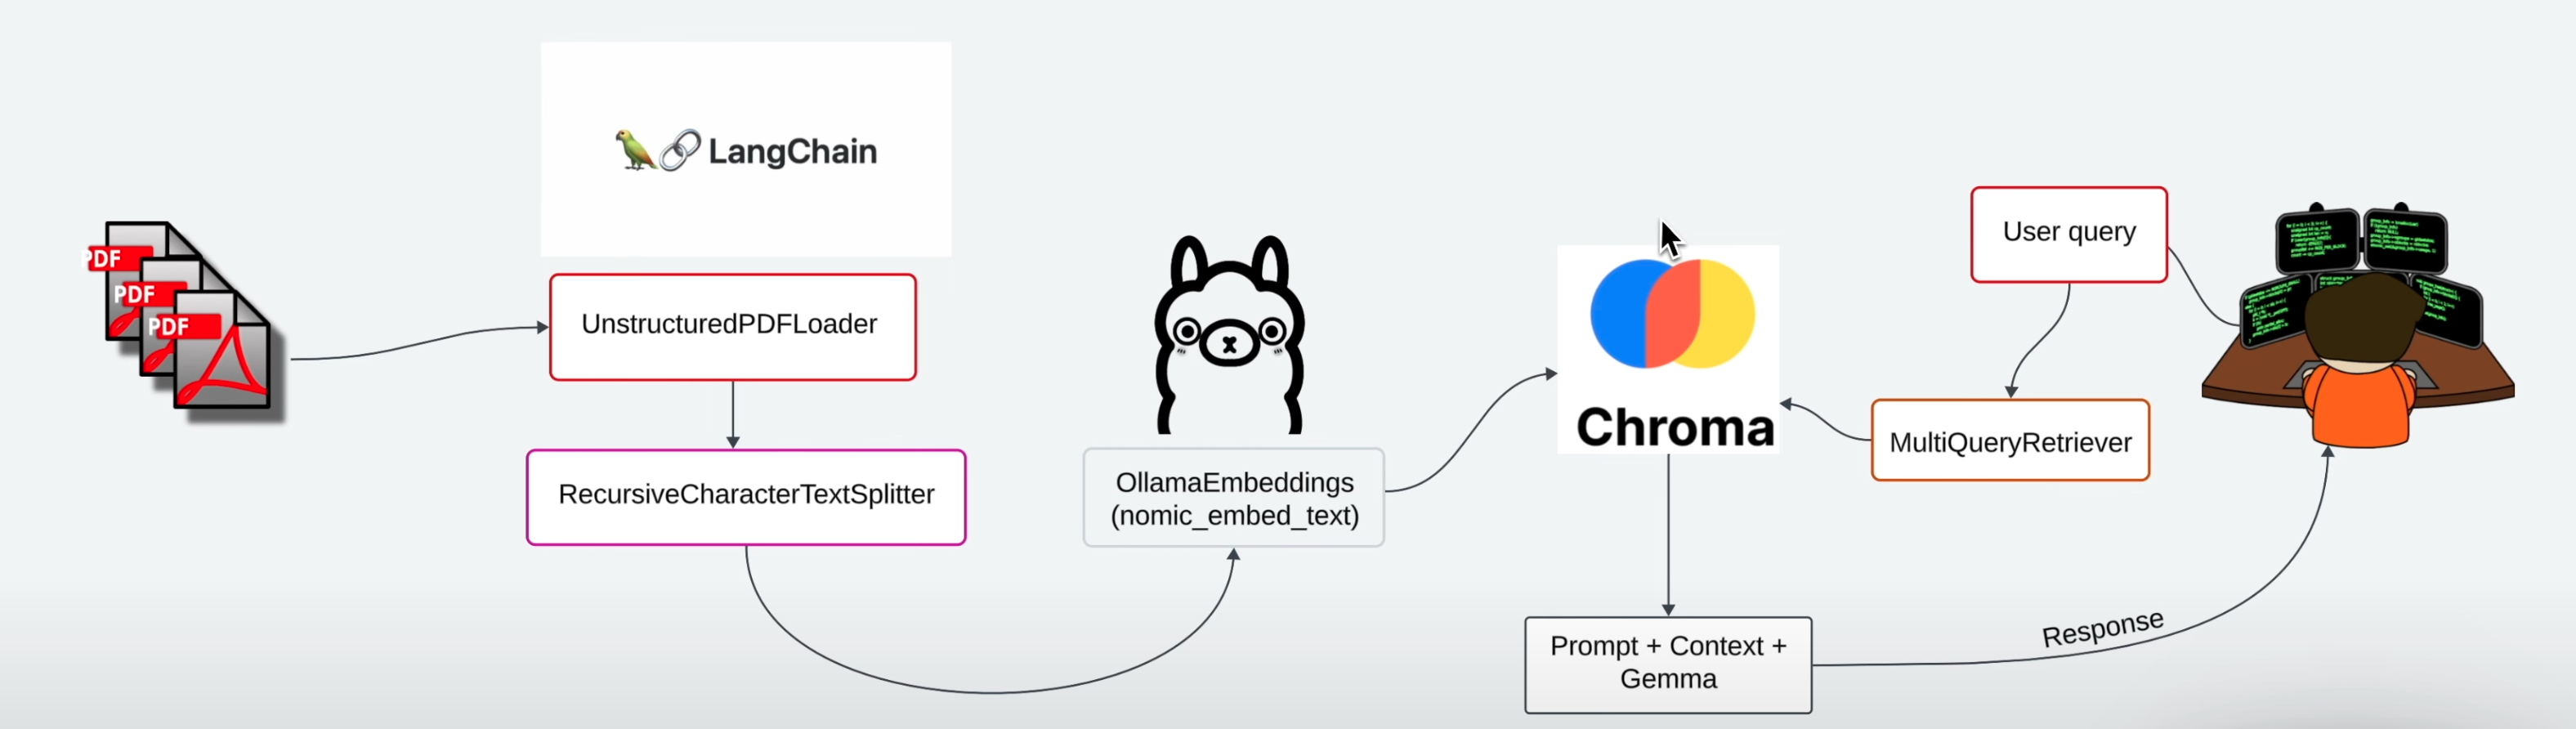 LangChain
PDF
PDF
PDF
UnstructuredPDFLoader
RecursiveCharacterTextSplitter
OllamaEmbeddings
(nomic_embed_text)
Chroma
User query
MultiQueryRetriever
Prompt + Context +
Gemma
Response